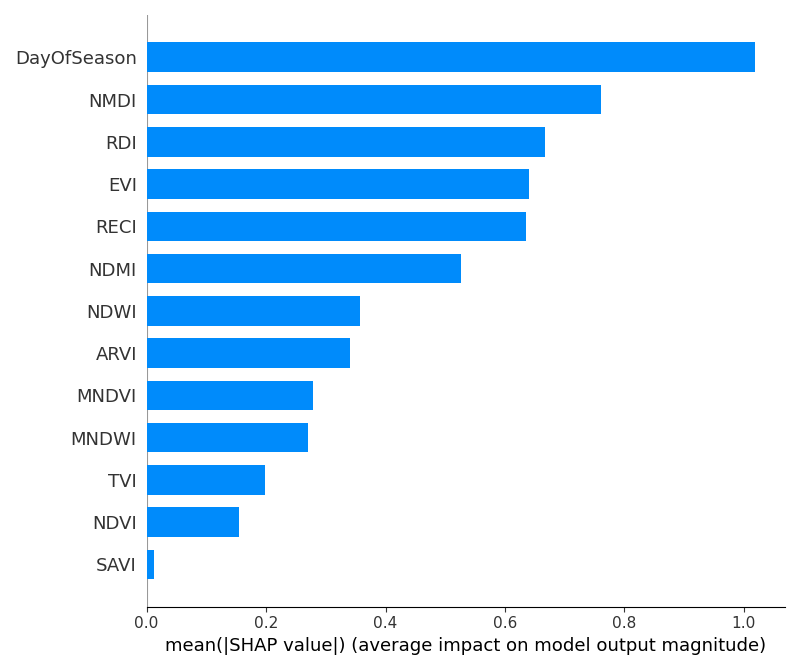 DayOfSeason
NMDI
RDI
EVI
RECI
NDMI
NDWI
ARVI
MNDVI
MNDWI
TVI
NDVI
SAVI
0.0 0.2 0.4 0.6 0.8 1.0
mean(|SHAP value|) (average impact on model output magnitude)